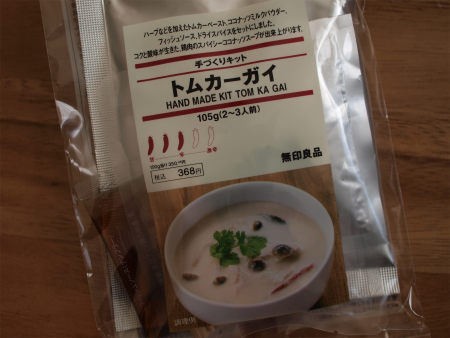 ハーブなどを加えたトムカーペースト、ココナッツミルクパウダー、
フィッシュソース、ドライスパイスをセットにしました。
コクと酸味が生きた、鶏肉のスパイシーココナッツスープが出来上がります。
手づくりキット
トムカーガイ
HAND MADE KIT TOM KA GAI
105g(2〜3人前)
甘
辛
激辛
税込 368円
無印良品